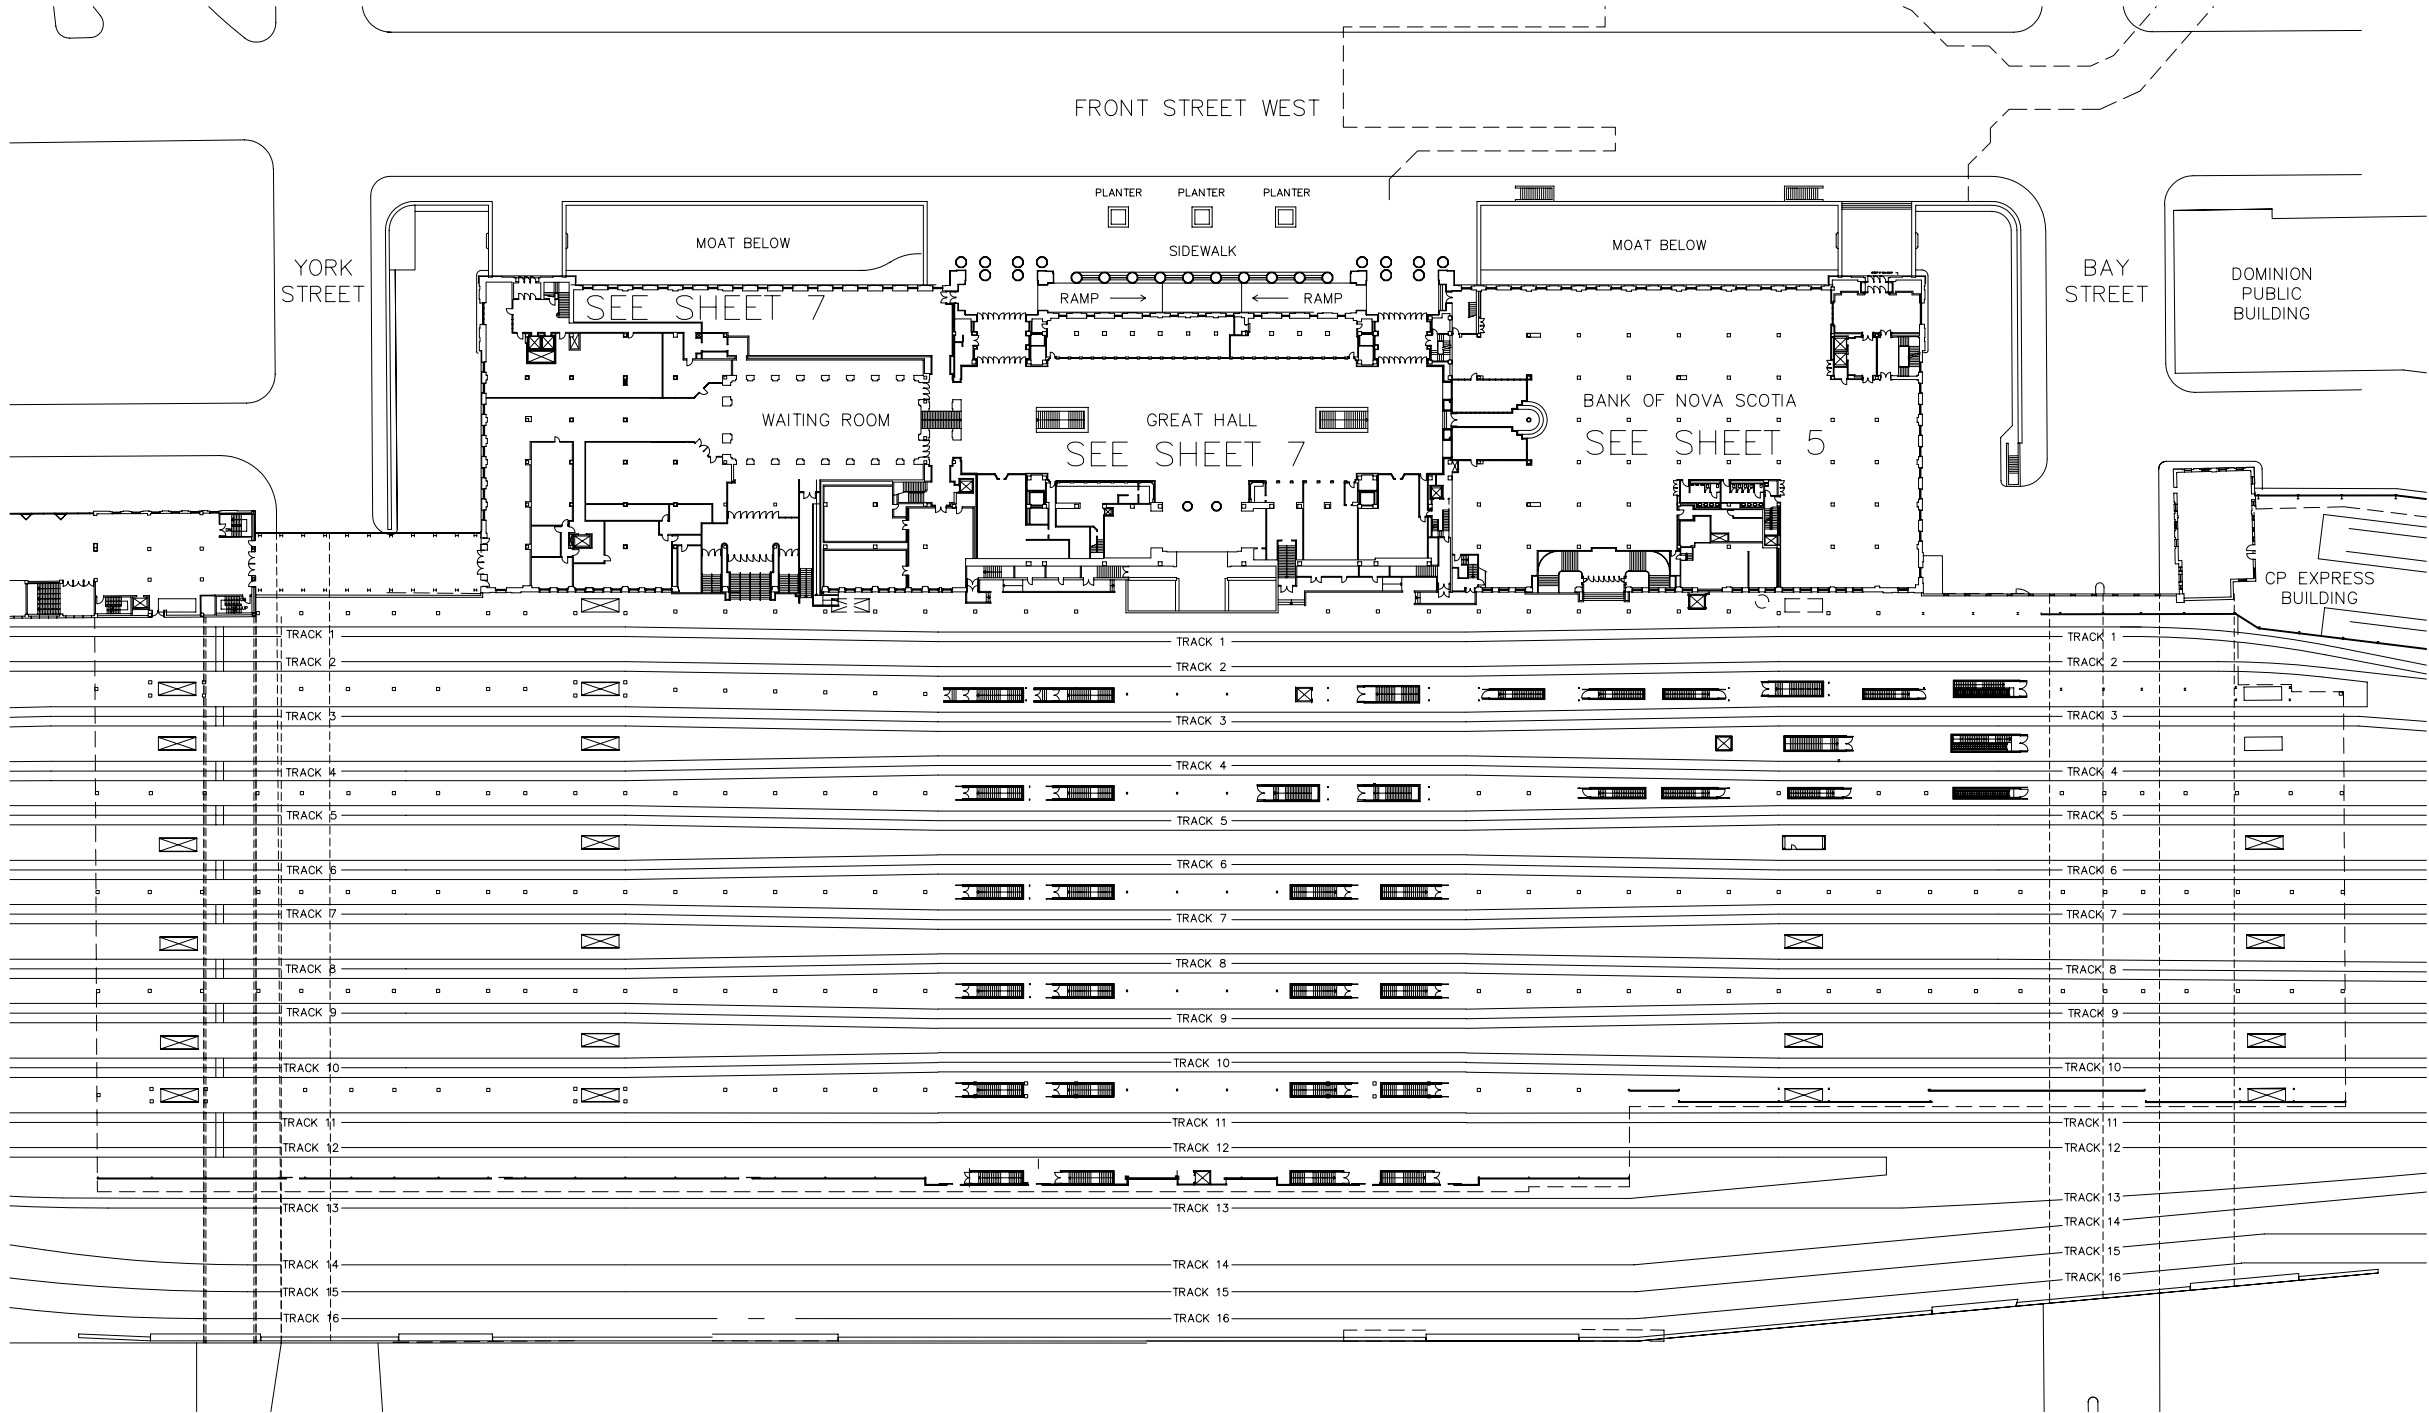 FRONT STREET WEST
PLANTER PLANTER PLANTER
MOAT BELOW
SIDEWALK
MOAT BELOW
YORK
STREET
BAY
STREET
DOMINION
PUBLIC
BUILDING
SEE SHEET 7
RAMP
RAMP
WAITING ROOM
GREAT HALL
SEE SHEET 7
BANK OF NOVA SCOTIA
SEE SHEET 5
CP EXPRESS
BUILDING
TRACK 1 TRACK 1 TRACK 1
TRACK 2 TRACK 2 TRACK 2
TRACK 3 TRACK 3 TRACK 3
TRACK 4 TRACK 4 TRACK 4
TRACK 5 TRACK 5 TRACK 5
TRACK 6 TRACK 6 TRACK 6
TRACK 7 TRACK 7 TRACK 7
TRACK 8 TRACK 8 TRACK 8
TRACK 9 TRACK 9 TRACK 9
TRACK 10 TRACK 10 TRACK 10
TRACK 11 TRACK 11 TRACK 11
TRACK 12 TRACK 12 TRACK 12
TRACK 13 TRACK 13 TRACK 13
TRACK 14 TRACK 14 TRACK 14
TRACK 15 TRACK 15 TRACK 15
TRACK 16 TRACK 16 TRACK 16